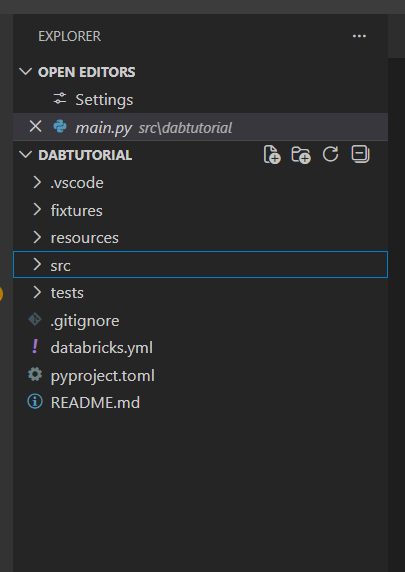 EXPLORER
OPEN EDITORS
Settings
main.py src\dabtutorial
DABTUTORIAL
.vscode
fixtures
resources
src
tests
.gitignore
databricks.yml
pyproject.toml
README.md